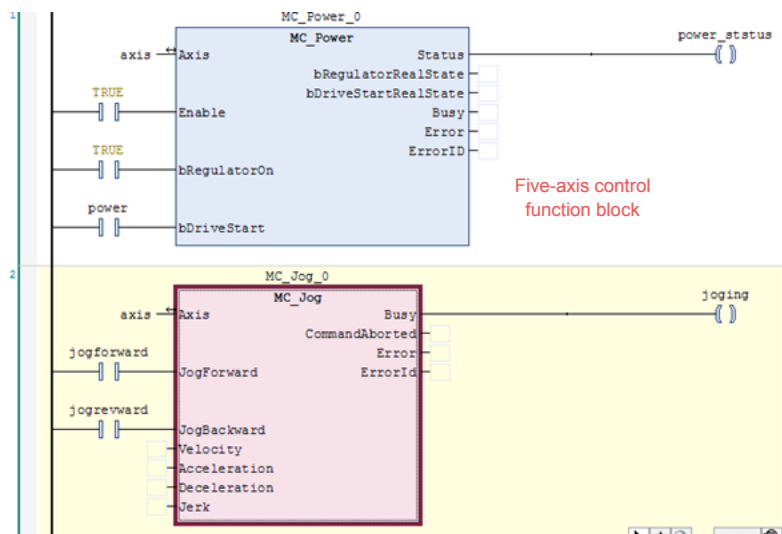 1
MC_Power_0
MC_Power
power_ststus
axis
Axis
Status
bRegulatorRealState
TRUE
bDriveStartRealState
Enable
Busy
Error
TRUE
ErrorID
bRegulatorOn
Five-axis control
function block
power
bDriveStart
2
MC_Jog_0
MC_Jog
joging
axis
Axis
Busy
CommandAborted
jogforward
Error
JogForward
ErrorId
jogrevward
JogBackward
Velocity
Acceleration
Deceleration
Jerk